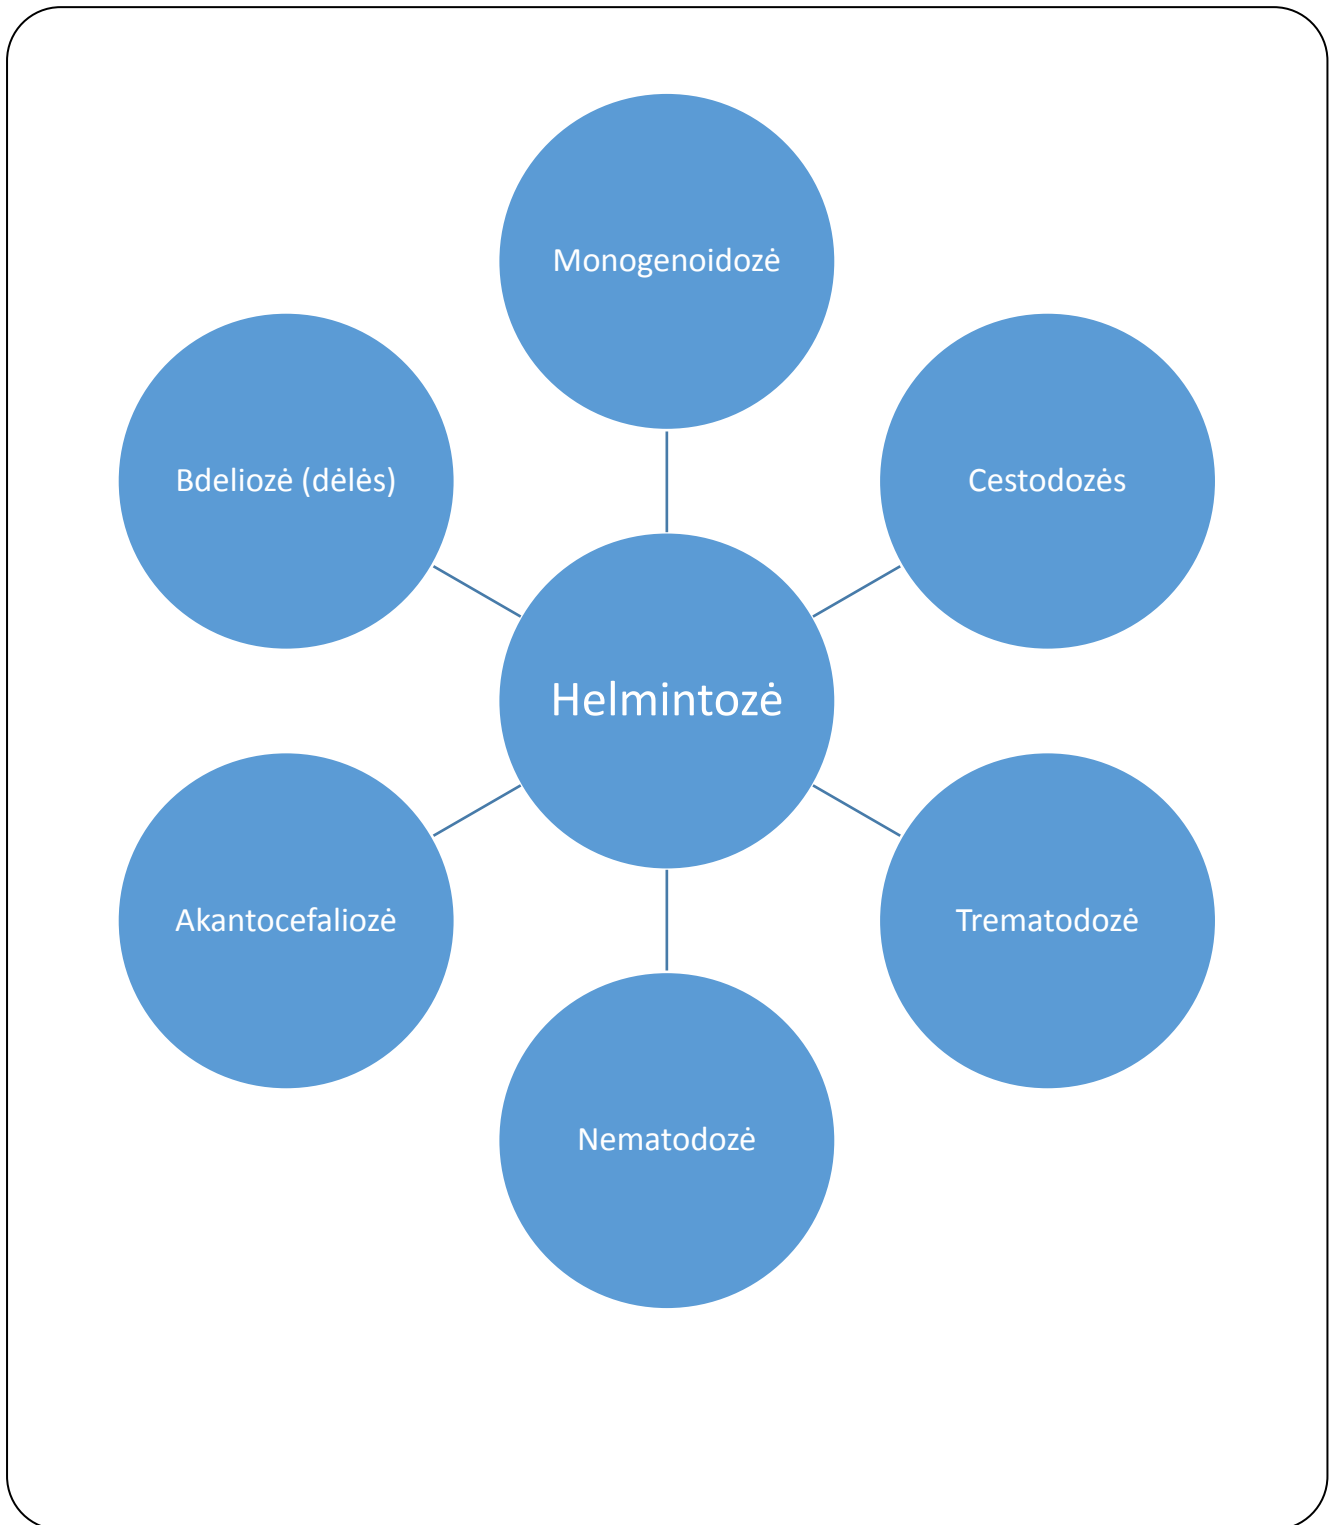 Monogenoidozė
Bdeliozė (dėlės)
Cestodozės
Helmintozė
Akantocefaliozė
Trematodozė
Nematodozė